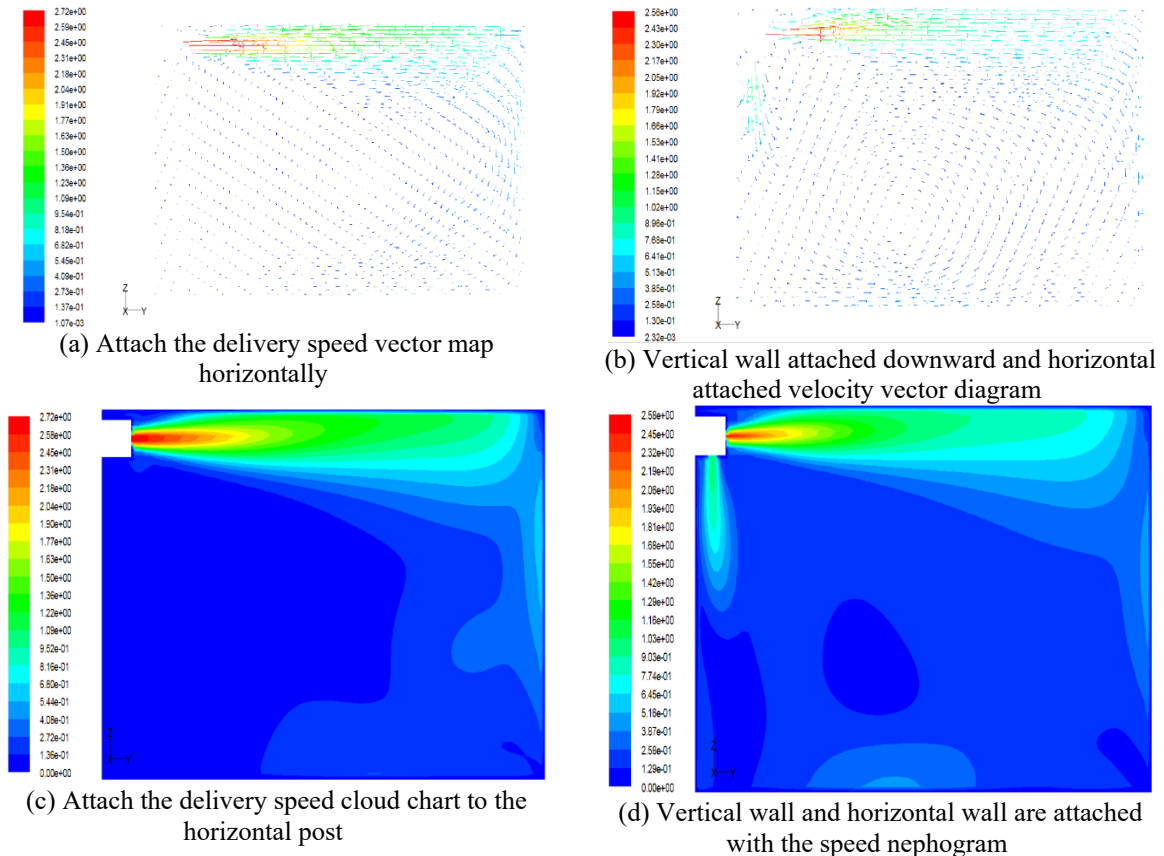 2.72e+00
2.59e+00
2.45e+00
2.31e+00
2.18e+00
2.04e+00
1.91e+00
1.77e+00
1.63e+00
1.50e+00
1.36e+00
1.23e+00
1.09e+00
9.54e-01
8.18e-01
6.82e-01
5.45e-01
4.09e-01
2.73e-01
1.37e-01
1.07e-03
Z
X Y
(a) Attach the delivery speed vector map
horizontally
2.56e+00
2.43e+00
2.30e+00
2.17e+00
2.05e+00
1.92e+00
1.79e+00
1.66e+00
1.54e+00
1.41e+00
1.28e+00
1.15e+00
1.02e+00
8.96e-01
7.68e-01
6.41e-01
5.13e-01
3.85e-01
2.58e-01
1.30e-01
2.32e-03
Z
X Y
(b) Vertical wall attached downward and horizontal
attached velocity vector diagram
2.72e+00
2.58e+00
2.45e+00
2.31e+00
2.18e+00
2.04e+00
1.90e+00
1.77e+00
1.63e+00
1.50e+00
1.36e+00
1.22e+00
1.09e+00
9.52e-01
8.16e-01
6.80e-01
5.44e-01
4.08e-01
2.72e-01
1.36e-01
0.00e+00
Z
X Y
(c) Attach the delivery speed cloud chart to the
horizontal post
2.58e+00
2.45e+00
2.32e+00
2.19e+00
2.06e+00
1.94e+00
1.81e+00
1.68e+00
1.55e+00
1.42e+00
1.29e+00
1.16e+00
1.03e+00
9.03e-01
7.74e-01
6.45e-01
5.16e-01
3.87e-01
2.58e-01
1.29e-01
0.00e+00
Z
X Y
(d) Vertical wall and horizontal wall are attached
with the speed nephogram